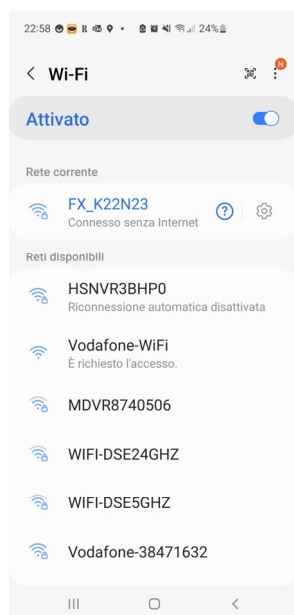 22:58 R 24%
Wi-Fi
N
Attivato
Rete corrente
FX_K22N23
Connesso senza Internet
?
Reti disponibili
HSNVR3BHP0
Riconnessione automatica disattivata
Vodafone-WiFi
È richiesto l'accesso.
MDVR8740506
WIFI-DSE24GHZ
WIFI-DSE5GHZ
Vodafone-38471632